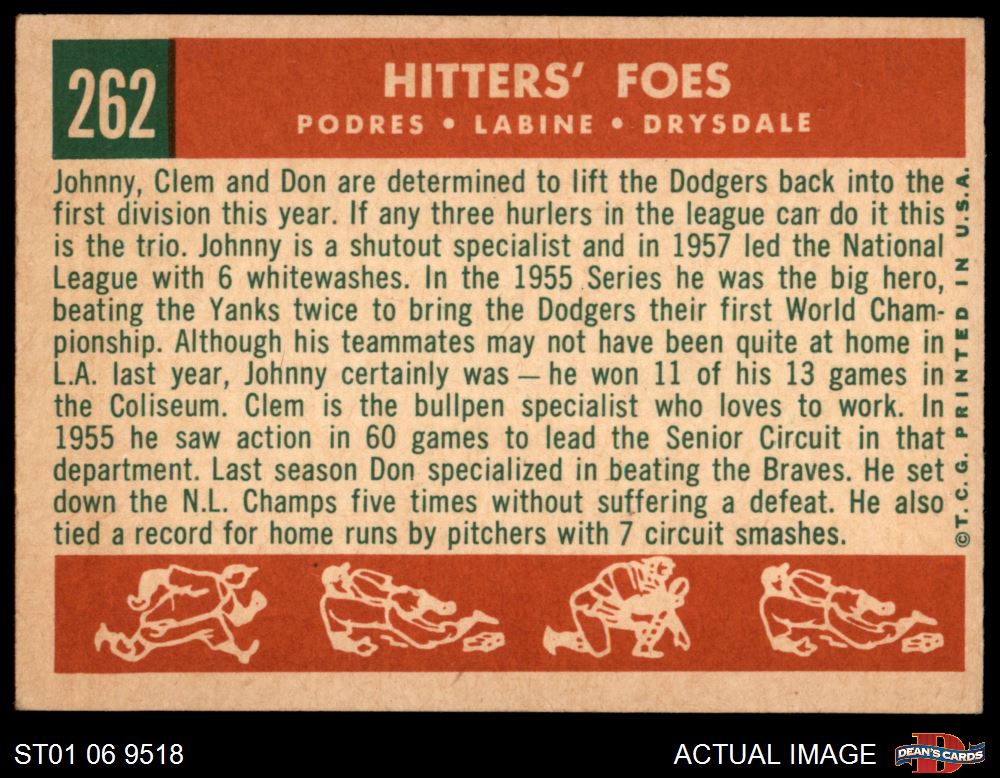 262
HITTERS' FOES
PODRES • LABINE • DRYSDALE
Johnny, Clem and Don are determined to lift the Dodgers back into the
first division this year. If any three hurlers in the league can do it this
is the trio. Johnny is a shutout specialist and in 1957 led the National
League with 6 whitewashes. In the 1955 Series he was the big hero,
beating the Yanks twice to bring the Dodgers their first World Cham-
pionship. Although his teammates may not have been quite at home in
L.A. last year, Johnny certainly was — he won 11 of his 13 games in
the Coliseum. Clem is the bullpen specialist who loves to work. In
1955 he saw action in 60 games to lead the Senior Circuit in that
department. Last season Don specialized in beating the Braves. He set
down the N.L. Champs five times without suffering a defeat. He also
tied a record for home runs by pitchers with 7 circuit smashes.
©T.C.G. PRINTED IN U.S.A.
ST01 06 9518
ACTUAL IMAGE
D
DEAN'S CARDS